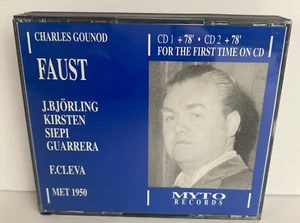 CHARLES GOUNOD
FAUST
J.BJÖRLING
KIRSTEN
SIEPI
GUARRERA
F.CLEVA
MET 1950
CD 1 +78' • CD 2 +78'
FOR THE FIRST TIME ON CD
MYTO
RECORDS